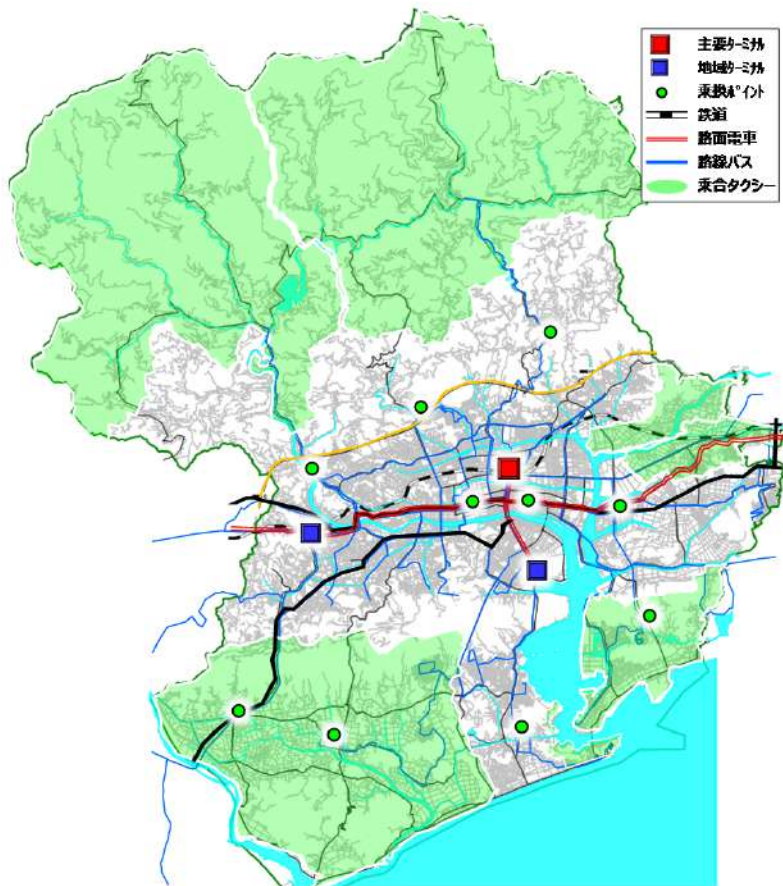 主要ターミナル
地域ターミナル
乗換ポイント
鉄道
路面電車
路線バス
乗合タクシー